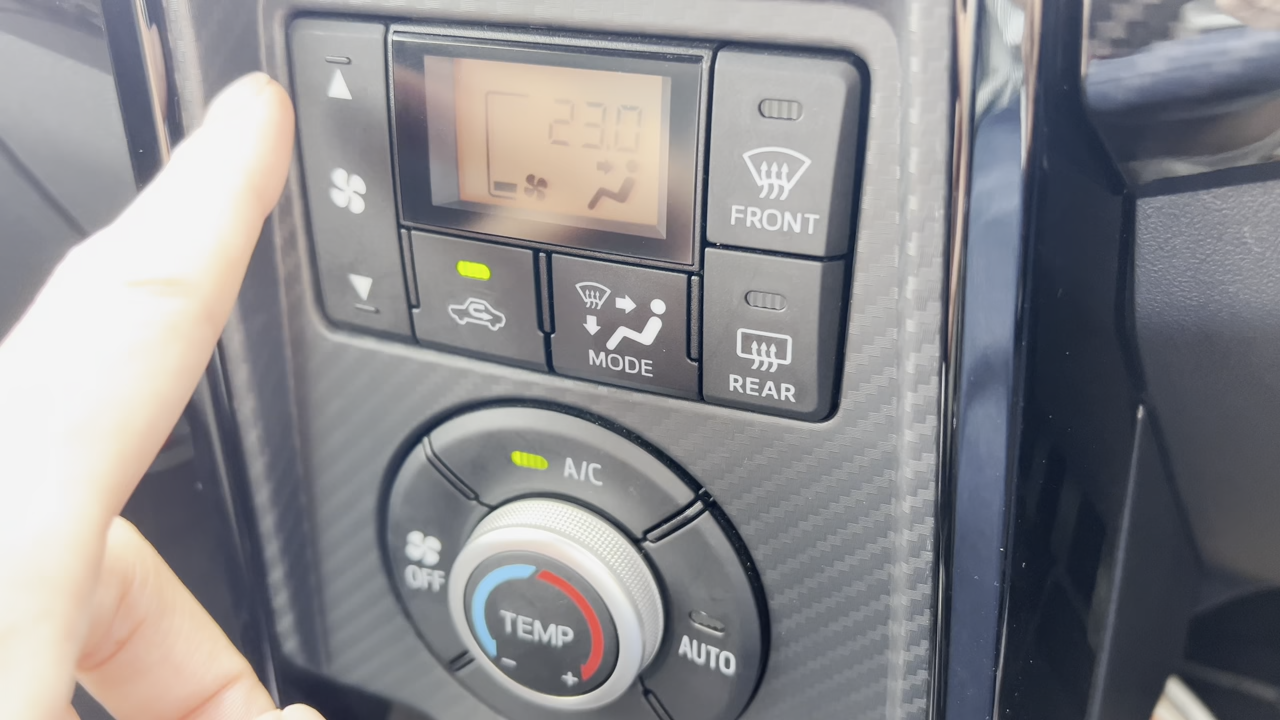 23.0
FRONT
MODE
REAR
A/C
OFF
TEMP
- +
AUTO